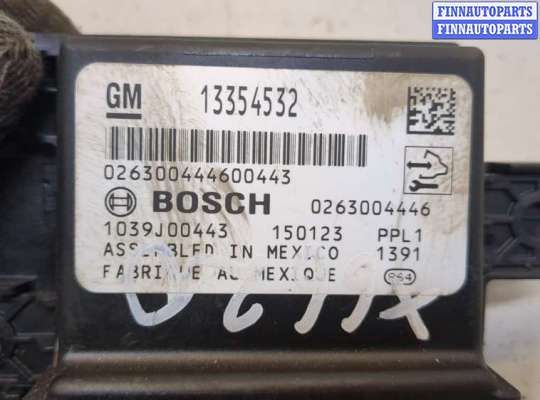 FINNAUTOPARTS
FINNAUTOPARTS
GM 13354532
026300444600443
BOSCH 0263004446
1039J00443 150123 PPL1
ASSEMBLED IN MEXICO 1391
FABRIQUE AU MEXIQUE